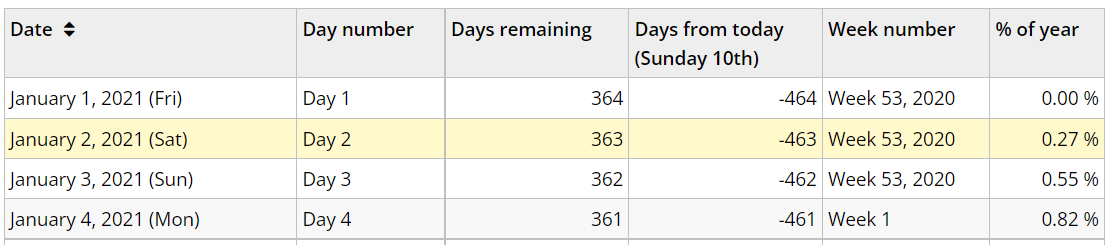 Date Day number Days remaining Days from today Week number % of year
(Sunday 10th)
January 1, 2021 (Fri) Day 1 364 -464 Week 53, 2020 0.00 %
January 2, 2021 (Sat) Day 2 363 -463 Week 53, 2020 0.27 %
January 3, 2021 (Sun) Day 3 362 -462 Week 53, 2020 0.55 %
January 4, 2021 (Mon) Day 4 361 -461 Week 1 0.82 %